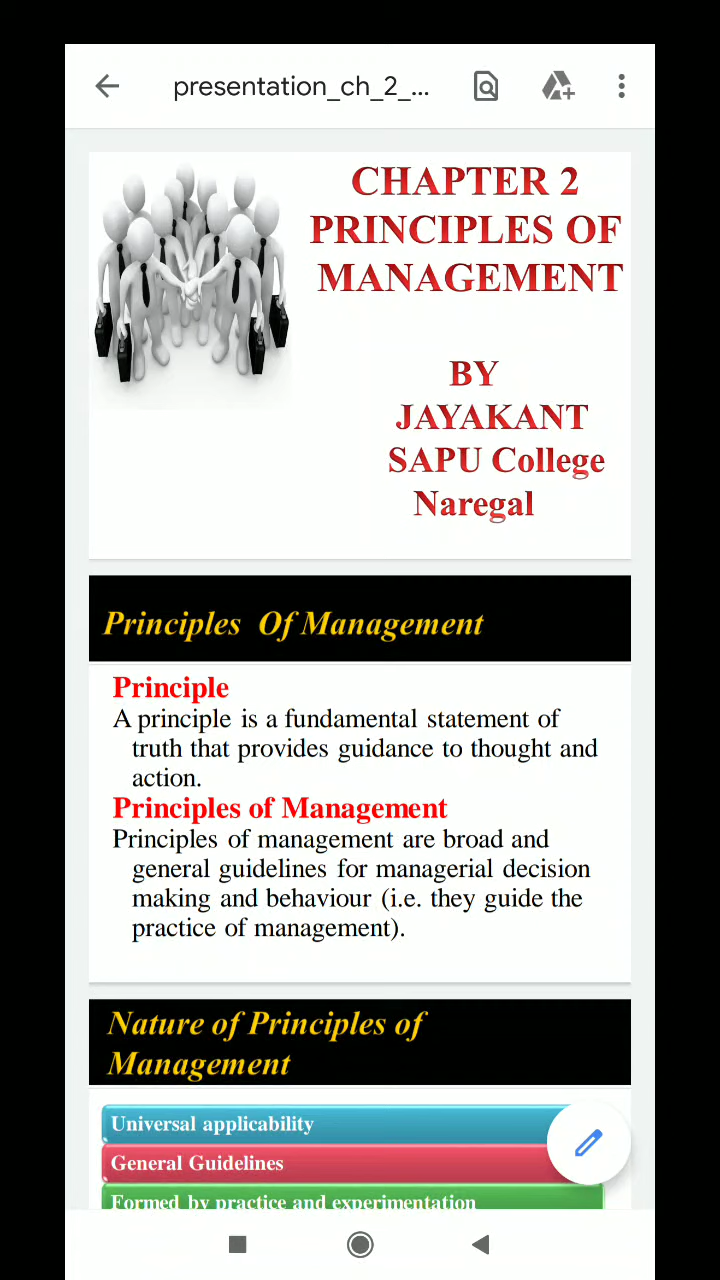 presentation_ch_2_...
CHAPTER 2
PRINCIPLES OF
MANAGEMENT
BY
JAYAKANT
SAPU College
Naregal
Principles Of Management
Principle
A principle is a fundamental statement of
truth that provides guidance to thought and
action.
Principles of Management
Principles of management are broad and
general guidelines for managerial decision
making and behaviour (i.e. they guide the
practice of management).
Nature of Principles of
Management
Universal applicability
General Guidelines
Formed by practice and experimentation